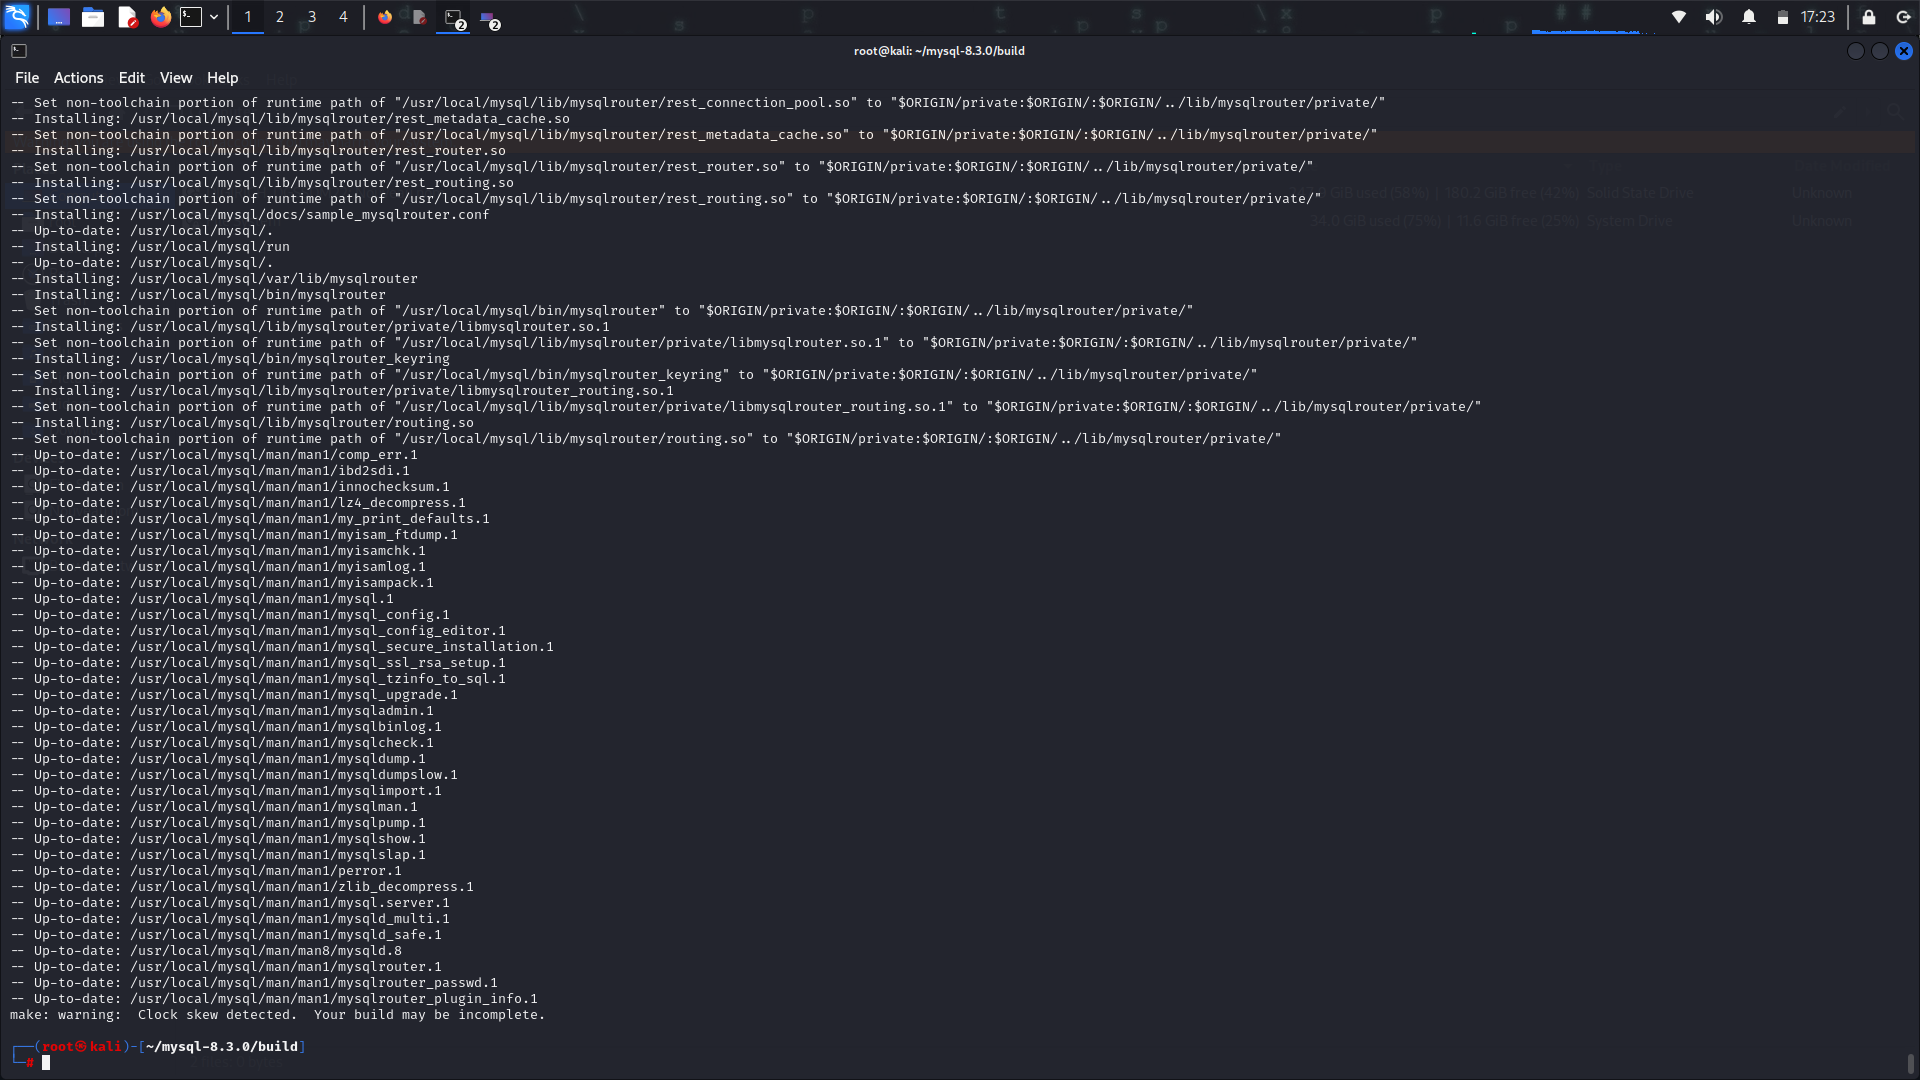 1 2 3 4 2 2 17:23
root@kali: ~/mysql-8.3.0/build
File Actions Edit View Help
-- Set non-toolchain portion of runtime path of "/usr/local/mysql/lib/mysqlrouter/rest_connection_pool.so" to "$ORIGIN/private:$ORIGIN/:$ORIGIN/../lib/mysqlrouter/private/"
-- Installing: /usr/local/mysql/lib/mysqlrouter/rest_metadata_cache.so
-- Set non-toolchain portion of runtime path of "/usr/local/mysql/lib/mysqlrouter/rest_metadata_cache.so" to "$ORIGIN/private:$ORIGIN/:$ORIGIN/../lib/mysqlrouter/private/"
-- Installing: /usr/local/mysql/lib/mysqlrouter/rest_router.so
-- Set non-toolchain portion of runtime path of "/usr/local/mysql/lib/mysqlrouter/rest_router.so" to "$ORIGIN/private:$ORIGIN/:$ORIGIN/../lib/mysqlrouter/private/"
-- Installing: /usr/local/mysql/lib/mysqlrouter/rest_routing.so
-- Set non-toolchain portion of runtime path of "/usr/local/mysql/lib/mysqlrouter/rest_routing.so" to "$ORIGIN/private:$ORIGIN/:$ORIGIN/../lib/mysqlrouter/private/"
-- Installing: /usr/local/mysql/docs/sample_mysqlrouter.conf
-- Up-to-date: /usr/local/mysql/.
-- Installing: /usr/local/mysql/run
-- Up-to-date: /usr/local/mysql/.
-- Installing: /usr/local/mysql/var/lib/mysqlrouter
-- Installing: /usr/local/mysql/bin/mysqlrouter
-- Set non-toolchain portion of runtime path of "/usr/local/mysql/bin/mysqlrouter" to "$ORIGIN/private:$ORIGIN/:$ORIGIN/../lib/mysqlrouter/private/"
-- Installing: /usr/local/mysql/lib/mysqlrouter/private/libmysqlrouter.so.1
-- Set non-toolchain portion of runtime path of "/usr/local/mysql/lib/mysqlrouter/private/libmysqlrouter.so.1" to "$ORIGIN/private:$ORIGIN/:$ORIGIN/../lib/mysqlrouter/private/"
-- Installing: /usr/local/mysql/bin/mysqlrouter_keyring
-- Set non-toolchain portion of runtime path of "/usr/local/mysql/bin/mysqlrouter_keyring" to "$ORIGIN/private:$ORIGIN/:$ORIGIN/../lib/mysqlrouter/private/"
-- Installing: /usr/local/mysql/lib/mysqlrouter/private/libmysqlrouter_routing.so.1
-- Set non-toolchain portion of runtime path of "/usr/local/mysql/lib/mysqlrouter/private/libmysqlrouter_routing.so.1" to "$ORIGIN/private:$ORIGIN/:$ORIGIN/../lib/mysqlrouter/private/"
-- Installing: /usr/local/mysql/lib/mysqlrouter/routing.so
-- Set non-toolchain portion of runtime path of "/usr/local/mysql/lib/mysqlrouter/routing.so" to "$ORIGIN/private:$ORIGIN/:$ORIGIN/../lib/mysqlrouter/private/"
-- Up-to-date: /usr/local/mysql/man/man1/comp_err.1
-- Up-to-date: /usr/local/mysql/man/man1/ibd2sdi.1
-- Up-to-date: /usr/local/mysql/man/man1/innochecksum.1
-- Up-to-date: /usr/local/mysql/man/man1/lz4_decompress.1
-- Up-to-date: /usr/local/mysql/man/man1/my_print_defaults.1
-- Up-to-date: /usr/local/mysql/man/man1/myisam_ftdump.1
-- Up-to-date: /usr/local/mysql/man/man1/myisamchk.1
-- Up-to-date: /usr/local/mysql/man/man1/myisamlog.1
-- Up-to-date: /usr/local/mysql/man/man1/myisampack.1
-- Up-to-date: /usr/local/mysql/man/man1/mysql.1
-- Up-to-date: /usr/local/mysql/man/man1/mysql_config.1
-- Up-to-date: /usr/local/mysql/man/man1/mysql_config_editor.1
-- Up-to-date: /usr/local/mysql/man/man1/mysql_secure_installation.1
-- Up-to-date: /usr/local/mysql/man/man1/mysql_ssl_rsa_setup.1
-- Up-to-date: /usr/local/mysql/man/man1/mysql_tzinfo_to_sql.1
-- Up-to-date: /usr/local/mysql/man/man1/mysql_upgrade.1
-- Up-to-date: /usr/local/mysql/man/man1/mysqladmin.1
-- Up-to-date: /usr/local/mysql/man/man1/mysqlbinlog.1
-- Up-to-date: /usr/local/mysql/man/man1/mysqlcheck.1
-- Up-to-date: /usr/local/mysql/man/man1/mysqldump.1
-- Up-to-date: /usr/local/mysql/man/man1/mysqldumpslow.1
-- Up-to-date: /usr/local/mysql/man/man1/mysqlimport.1
-- Up-to-date: /usr/local/mysql/man/man1/mysqlman.1
-- Up-to-date: /usr/local/mysql/man/man1/mysqlpump.1
-- Up-to-date: /usr/local/mysql/man/man1/mysqlshow.1
-- Up-to-date: /usr/local/mysql/man/man1/mysqlslap.1
-- Up-to-date: /usr/local/mysql/man/man1/perror.1
-- Up-to-date: /usr/local/mysql/man/man1/zlib_decompress.1
-- Up-to-date: /usr/local/mysql/man/man1/mysql.server.1
-- Up-to-date: /usr/local/mysql/man/man1/mysqld_multi.1
-- Up-to-date: /usr/local/mysql/man/man1/mysqld_safe.1
-- Up-to-date: /usr/local/mysql/man/man8/mysqld.8
-- Up-to-date: /usr/local/mysql/man/man1/mysqlrouter.1
-- Up-to-date: /usr/local/mysql/man/man1/mysqlrouter_passwd.1
-- Up-to-date: /usr/local/mysql/man/man1/mysqlrouter_plugin_info.1
make: warning:  Clock skew detected.  Your build may be incomplete.
┌──(root㉿kali)-[~/mysql-8.3.0/build]
└─#